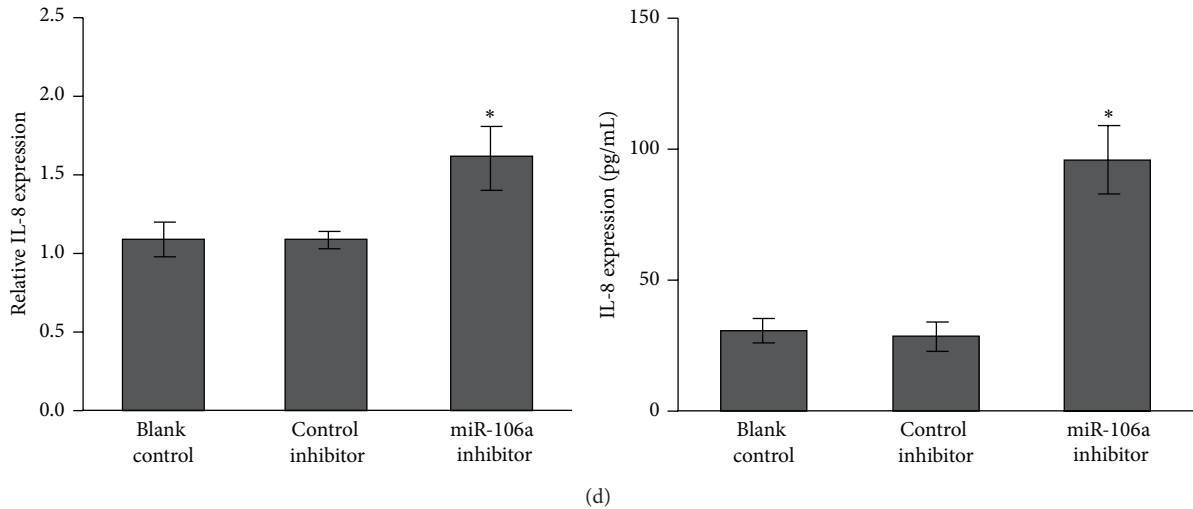 2.5
2.0
1.5
1.0
0.5
0.0
Relative IL-8 expression
*
Blank
control
Control
inhibitor
miR-106a
inhibitor
150
100
50
0
IL-8 expression (pg/mL)
*
Blank
control
Control
inhibitor
miR-106a
inhibitor
(d)